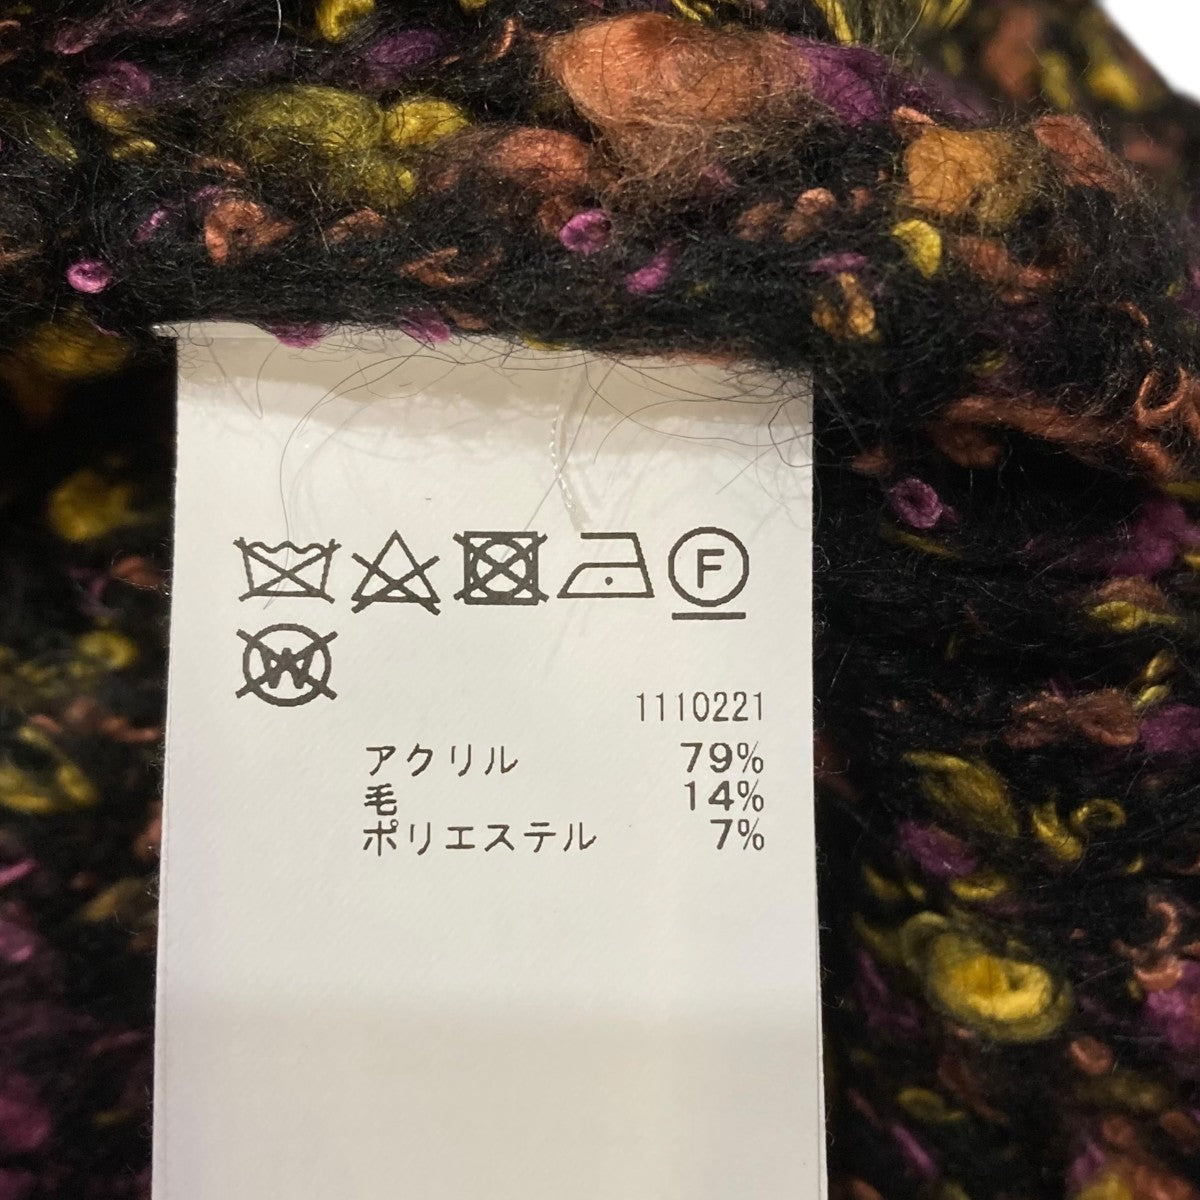 F
W
1110221
アクリル 79%
毛 14%
ポリエステル 7%